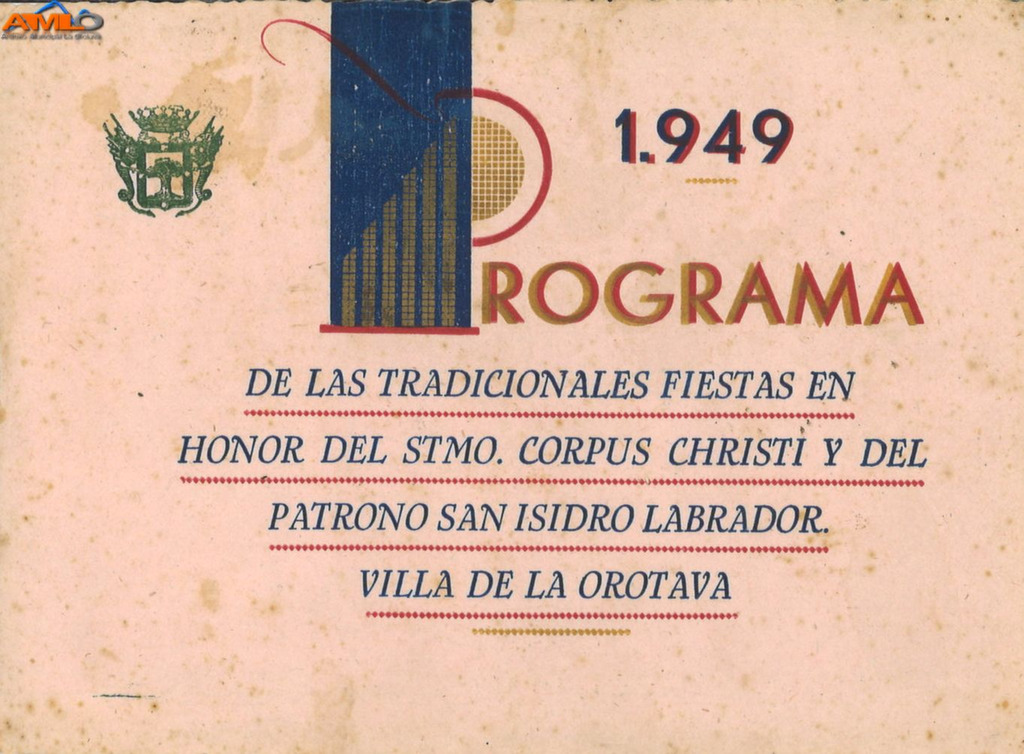 AMLO
1.949
PROGRAMA
DE LAS TRADICIONALES FIESTAS EN
HONOR DEL STMO. CORPUS CHRISTI Y DEL
PATRONO SAN ISIDRO LABRADOR.
VILLA DE LA OROTAVA